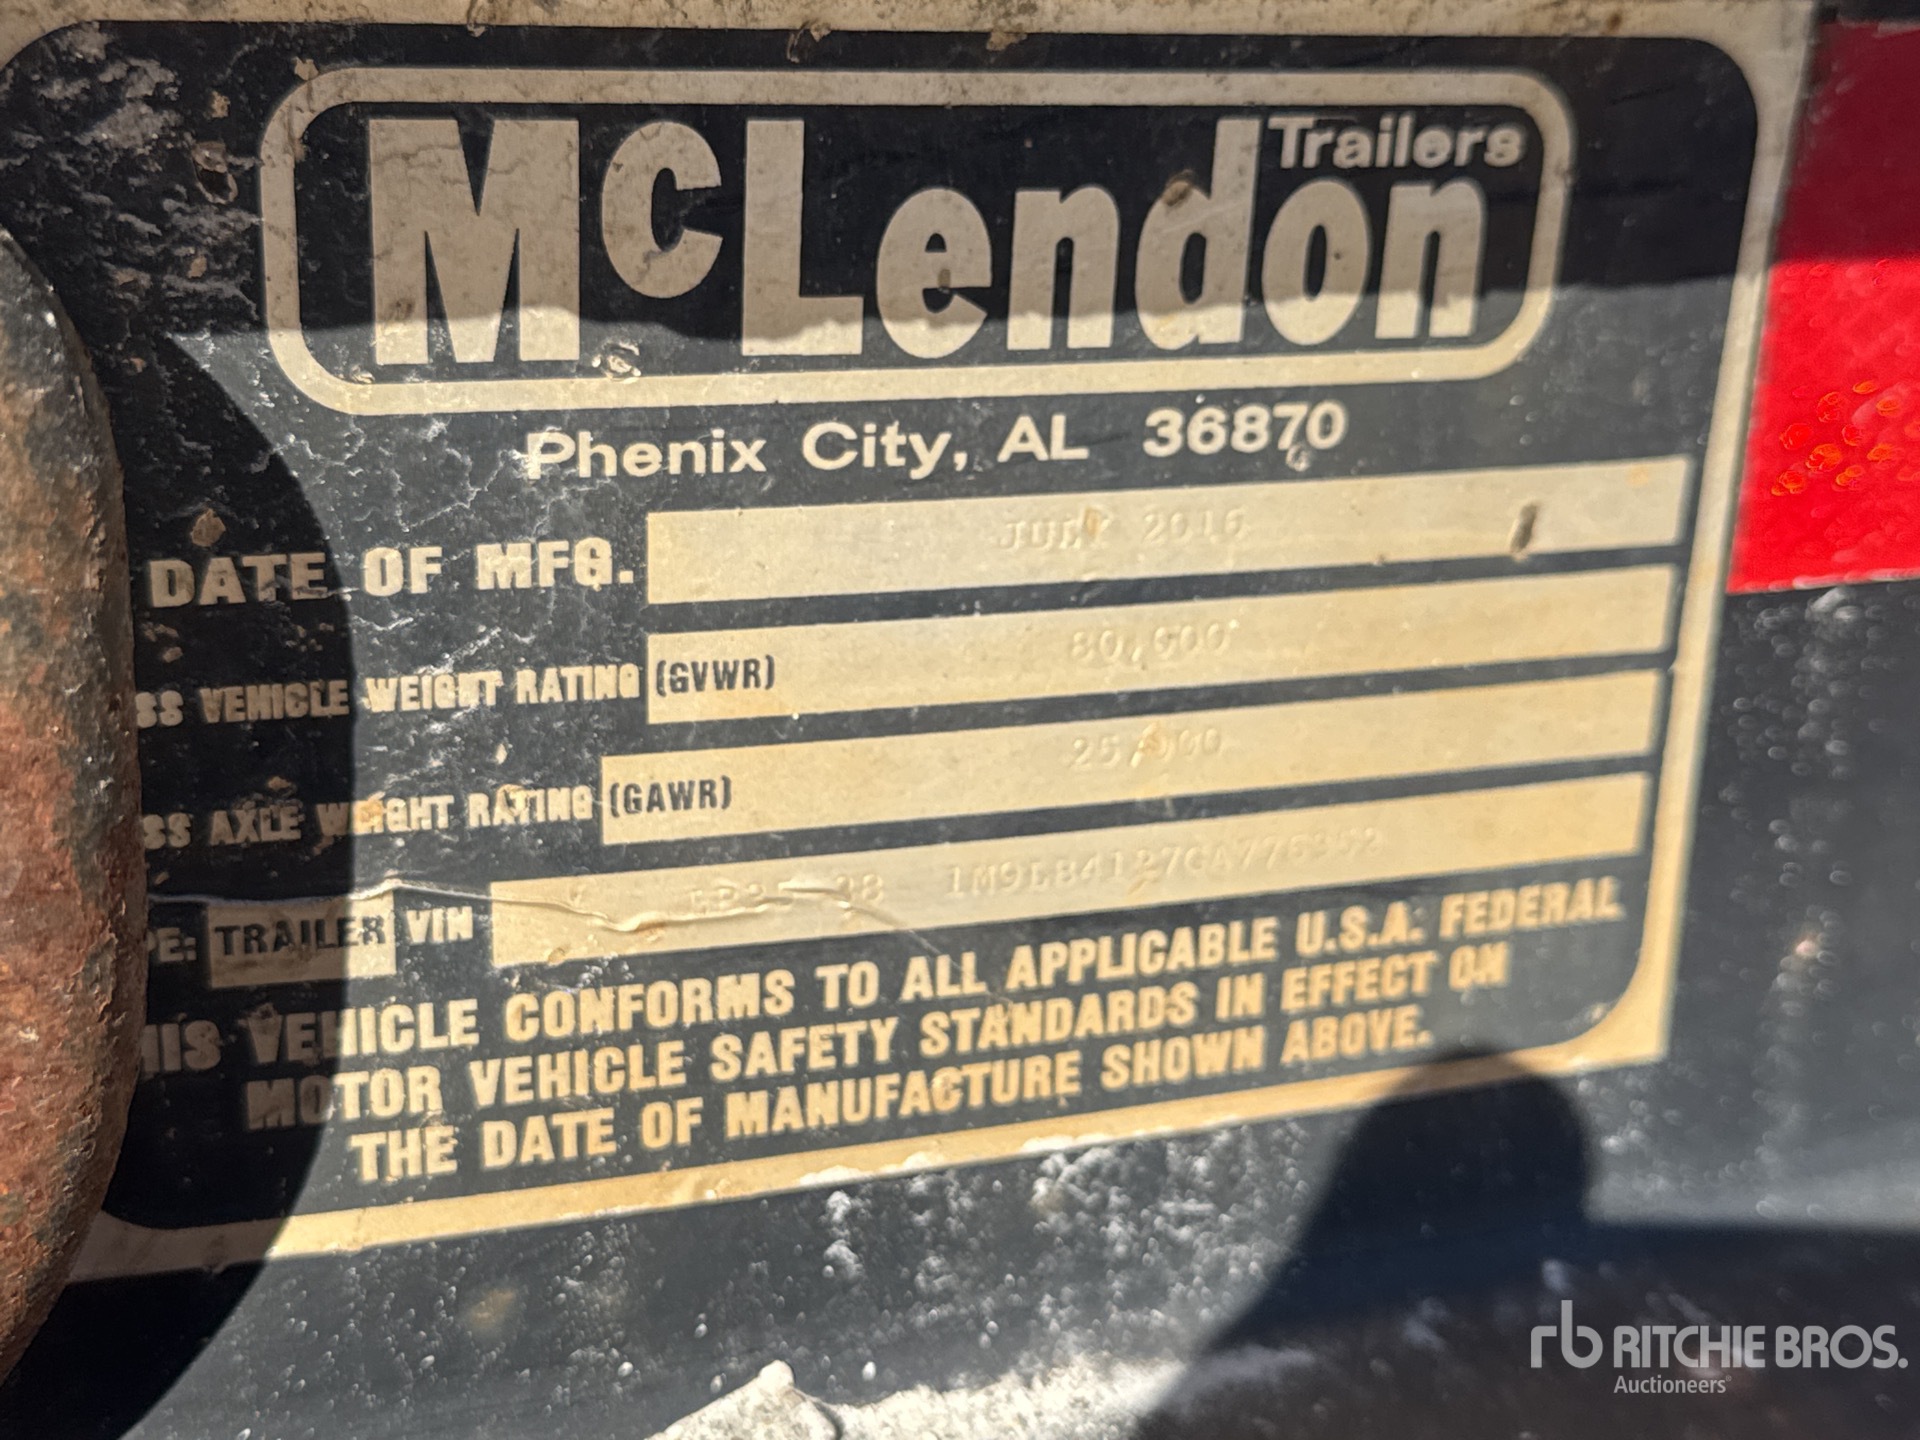 McLendon Trailers
Phenix City, AL 36870
DATE OF MFG. JULY 2016
SS VEHICLE WEIGHT RATING (GVWR) 80,000
SS AXLE WEIGHT RATING (GAWR) 25,000
PE: TRAILER VIN
HIS VEHICLE CONFORMS TO ALL APPLICABLE U.S.A. FEDERAL
MOTOR VEHICLE SAFETY STANDARDS IN EFFECT ON
THE DATE OF MANUFACTURE SHOWN ABOVE.
rb RITCHIE BROS.
Auctioneers